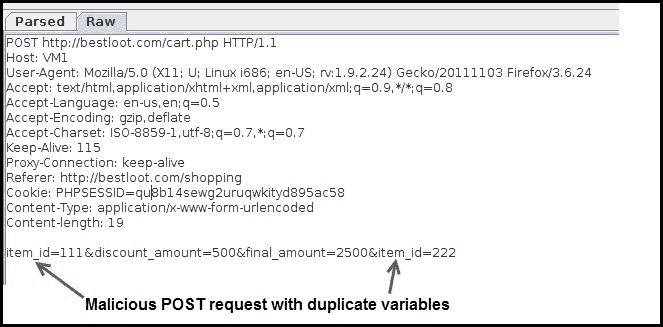 Parsed Raw
POST http://bestloot.com/cart.php HTTP/1.1
Host: VM1
User-Agent: Mozilla/5.0 (X11; U; Linux i686; en-US; rv:1.9.2.24) Gecko/20111103 Firefox/3.6.24
Accept: text/html,application/xhtml+xml,application/xml;q=0.9,*/*;q=0.8
Accept-Language: en-us,en;q=0.5
Accept-Encoding: gzip,deflate
Accept-Charset: ISO-8859-1,utf-8;q=0.7,*;q=0.7
Keep-Alive: 115
Proxy-Connection: keep-alive
Referer: http://bestloot.com/shopping
Cookie: PHPSESSID=qu8b14sewg2uruqwkityd895ac58
Content-Type: application/x-www-form-urlencoded
Content-length: 19
item_id=111&discount_amount=500&final_amount=2500&item_id=222
Malicious POST request with duplicate variables